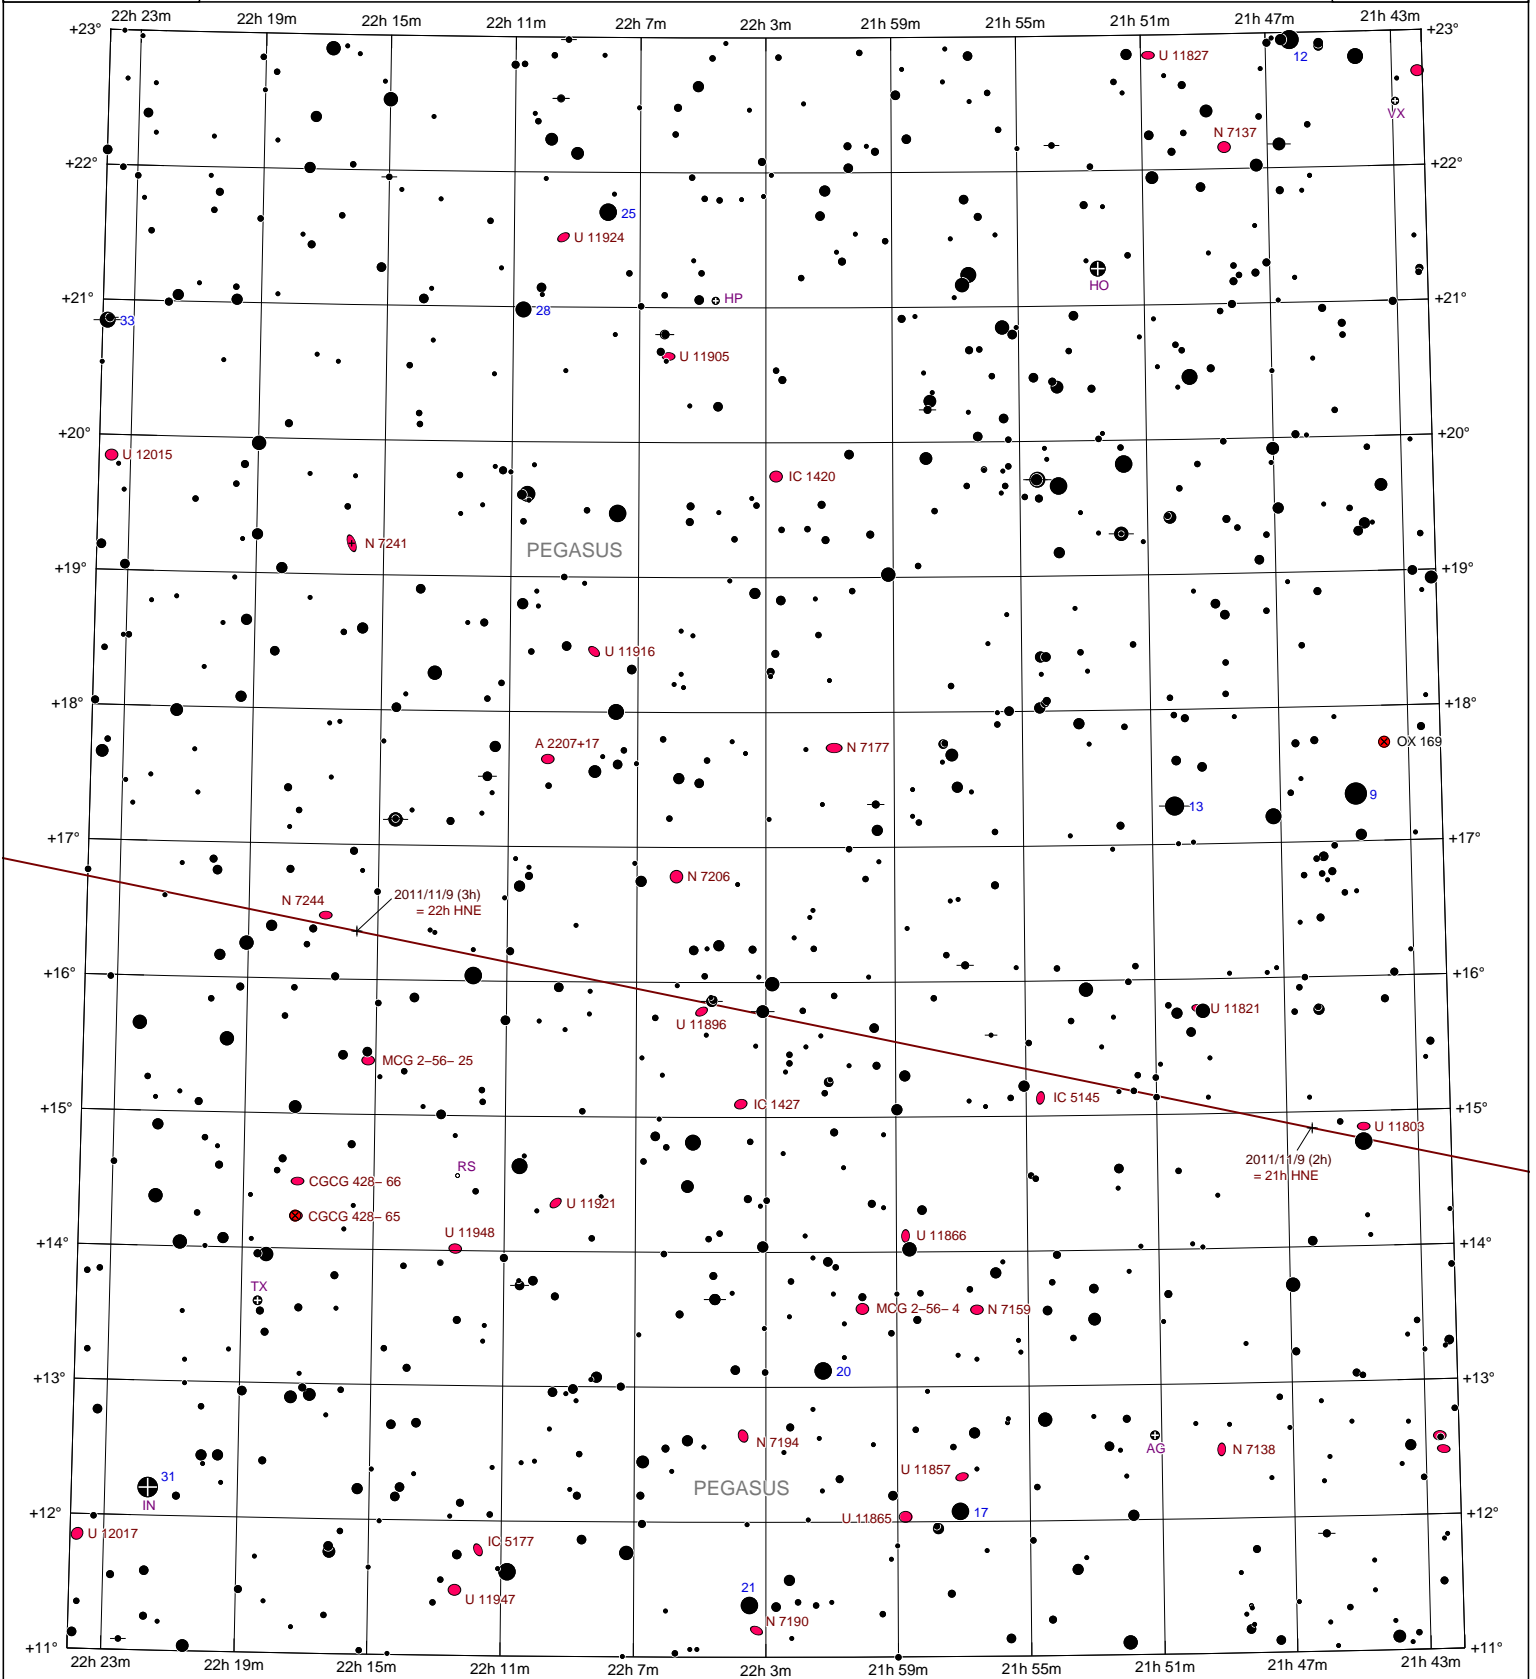 22h 23m 22h 19m 22h 15m 22h 11m 22h 7m 22h 3m 21h 59m 21h 55m 21h 51m 21h 47m 21h 43m
+23° +23°
U 11827
12
VX
N 7137
+22° +22°
25
U 11924
HO
+21° HP +21°
28
33
U 11905
+20° +20°
U 12015
IC 1420
N 7241
PEGASUS
+19° +19°
U 11916
+18° +18°
A 2207+17 N 7177 OX 169
9
13
+17° +17°
N 7206
2011/11/9 (3h)
= 22h HNE
N 7244
+16° +16°
U 11821
U 11896
MCG 2–56– 25
IC 5145
IC 1427
+15° +15°
U 11803
2011/11/9 (2h)
= 21h HNE
RS
CGCG 428– 66
U 11921
CGCG 428– 65
U 11948 U 11866
+14° +14°
TX
MCG 2–56– 4 N 7159
20
+13° +13°
N 7194
AG
N 7138
U 11857
31
PEGASUS
IN
+12° +12°
17
U 11865
U 12017
IC 5177
21
U 11947
N 7190
+11° +11°
22h 23m 22h 19m 22h 15m 22h 11m 22h 7m 22h 3m 21h 59m 21h 55m 21h 51m 21h 47m 21h 43m